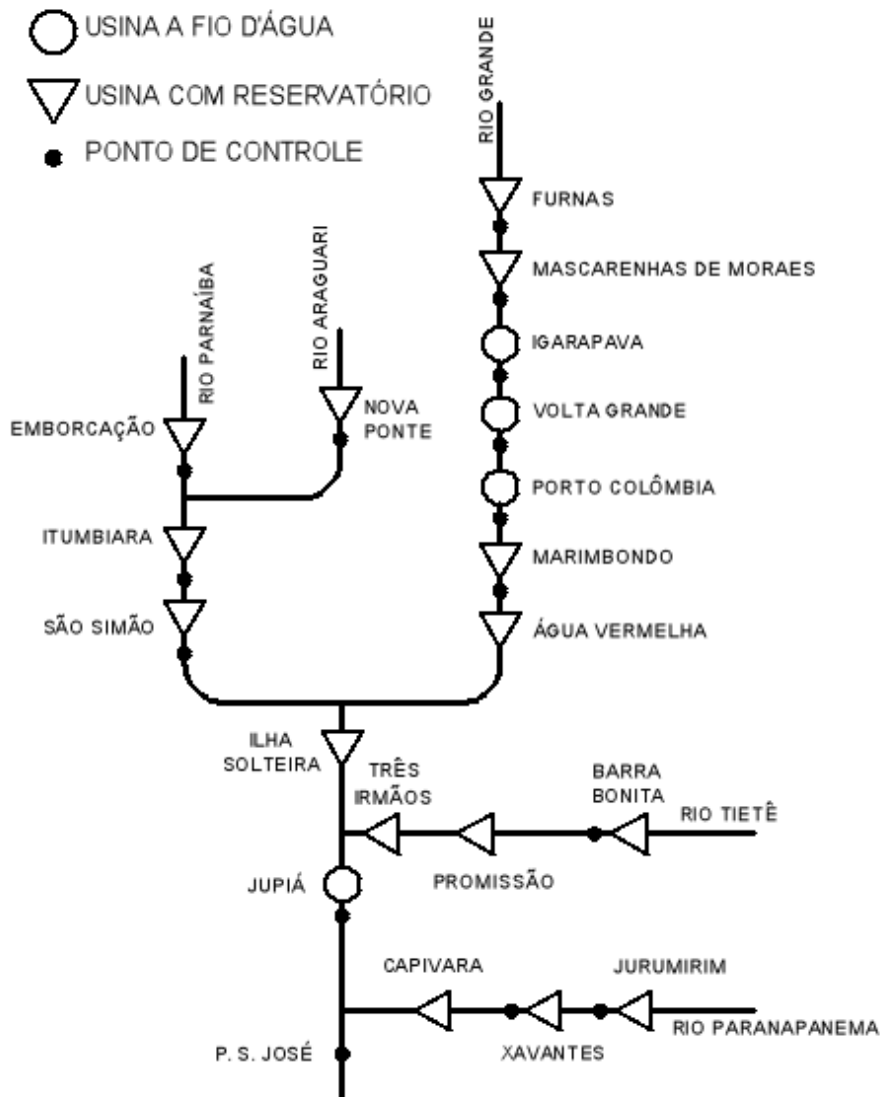 USINA A FIO D'ÁGUA
USINA COM RESERVATÓRIO
PONTO DE CONTROLE
RIO GRANDE
FURNAS
MASCARENHAS DE MORAES
RIO PARNAÍBA
RIO ARAGUARI
IGARAPAVA
NOVA
PONTE
VOLTA GRANDE
EMBORCAÇÃO
PORTO COLÔMBIA
ITUMBIARA
MARIMBONDO
SÃO SIMÃO
ÁGUA VERMELHA
ILHA
SOLTEIRA
TRÊS
IRMÃOS
BARRA
BONITA
RIO TIETÊ
JUPIÁ
PROMISSÃO
CAPIVARA
JURUMIRIM
RIO PARANAPANEMA
P. S. JOSÉ
XAVANTES